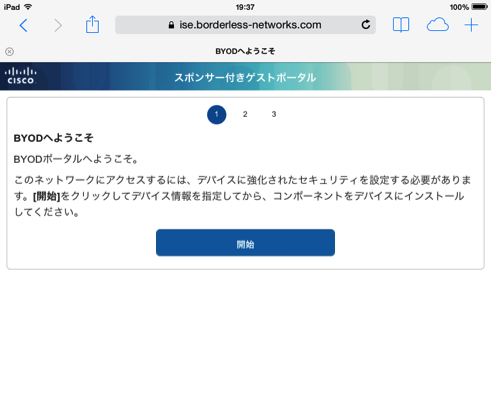 iPad 19:37 100%
ise.borderless-networks.com
BYODへようこそ
CISCO スポンサー付きゲストポータル
1 2 3
BYODへようこそ
BYODポータルへようこそ。
このネットワークにアクセスするには、デバイスに強化されたセキュリティを設定する必要がありま
す。[開始]をクリックしてデバイス情報を指定してから、コンポーネントをデバイスにインストール
してください。
開始